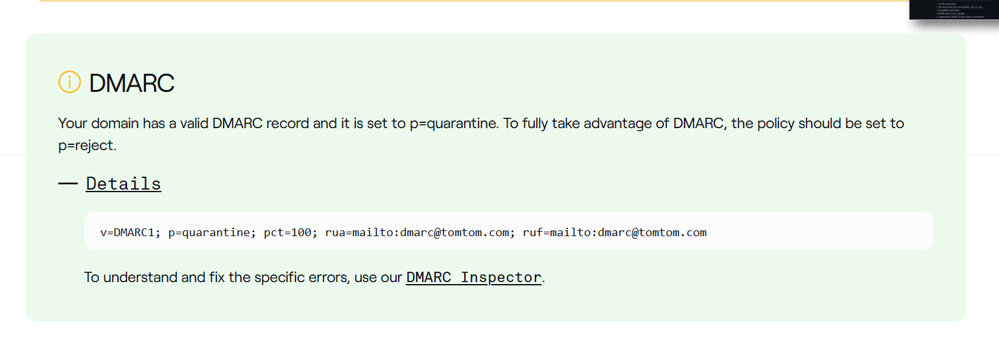 DMARC
Your domain has a valid DMARC record and it is set to p=quarantine. To fully take advantage of DMARC, the policy should be set to
p=reject.
Details
v=DMARC1; p=quarantine; pct=100; rua=mailto:dmarc@tomtom.com; ruf=mailto:dmarc@tomtom.com
To understand and fix the specific errors, use our DMARC Inspector.